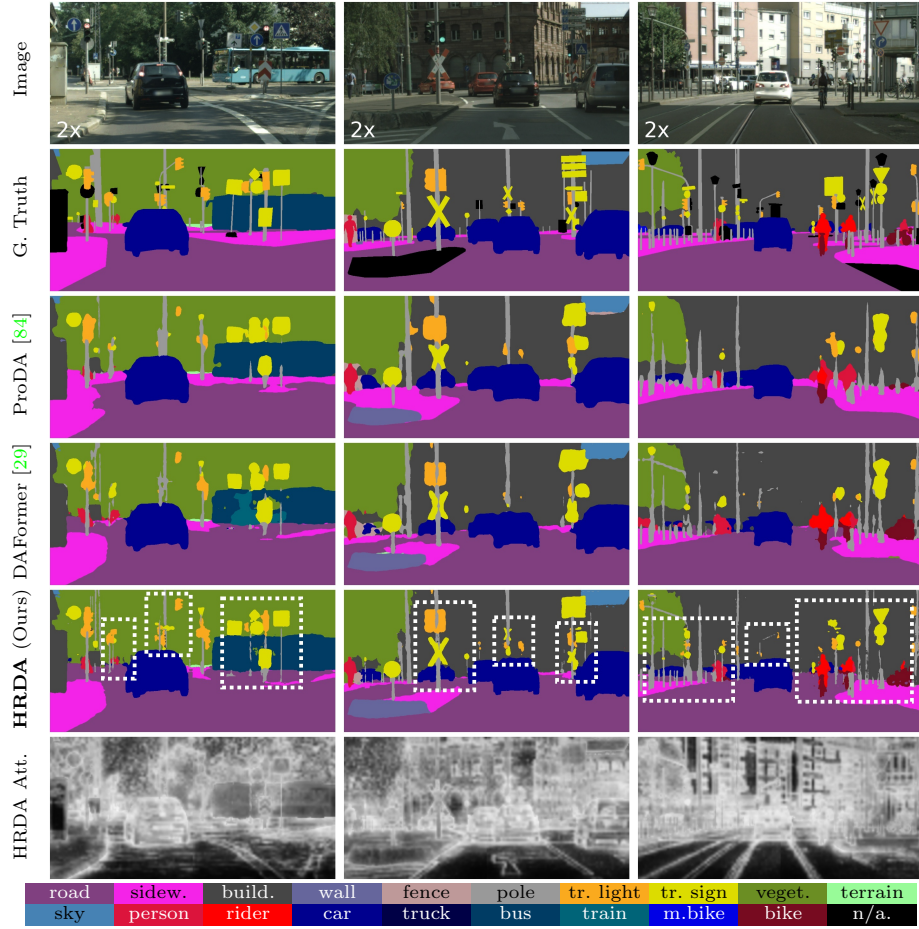 Image
2x
2x
G. Truth
ProDA [84]
DAFormer [29]
HRDA (Ours)
HRDA Att.
road sidew. build. wall fence pole tr. light tr. sign veget. terrain
sky person rider car truck bus train m.bike bike n/a.